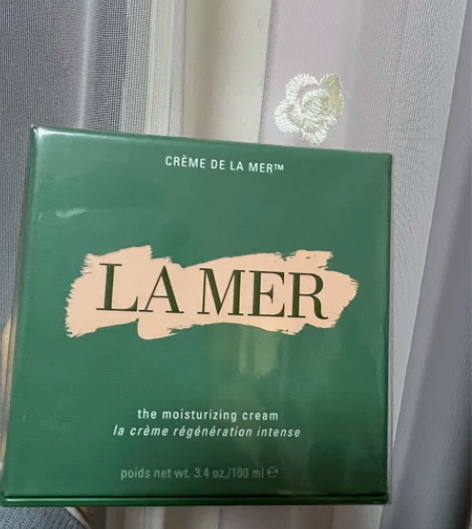 CRÈME DE LA MER™
LA MER
the moisturizing cream
la crème régénération intense
poids net wt. 3.4 oz./100 ml ℮